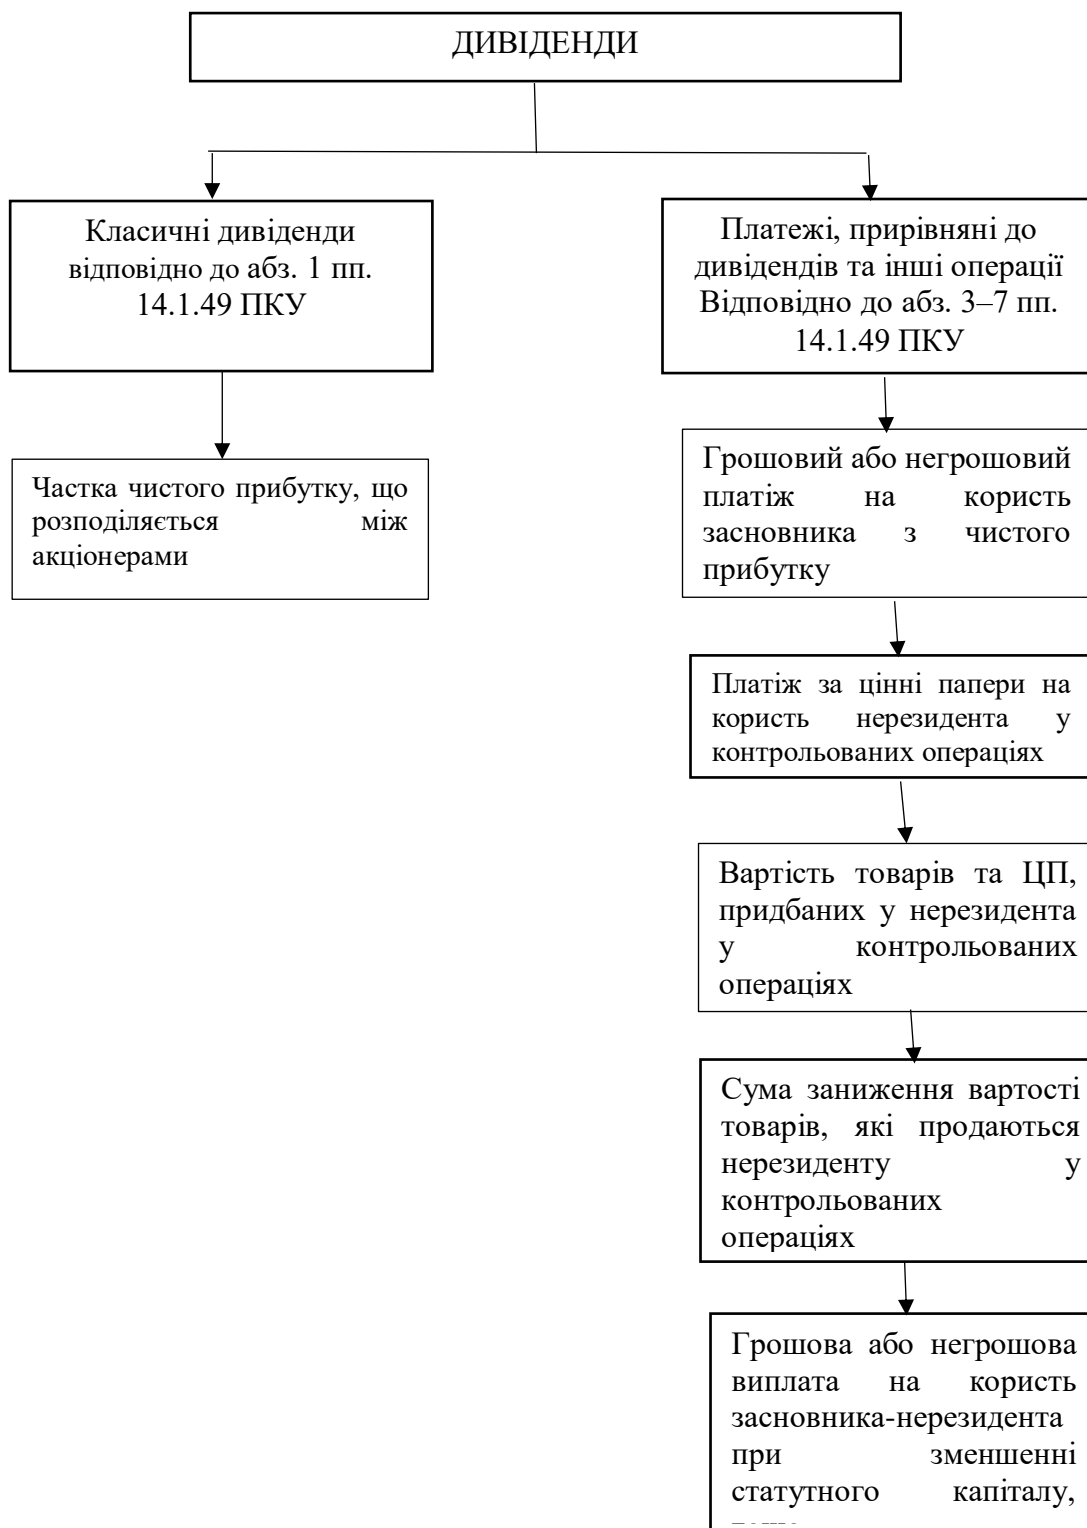 ДИВІДЕНДИ
Класичні дивіденди
відповідно до абз. 1 пп.
14.1.49 ПКУ
Частка чистого прибутку, що
розподіляється між
акціонерами
Платежі, прирівняні до
дивідендів та інші операції
Відповідно до абз. 3–7 пп.
14.1.49 ПКУ
Грошовий або негрошовий
платіж на користь
засновника з чистого
прибутку
Платіж за цінні папери на
користь нерезидента у
контрольованих операціях
Вартість товарів та ЦП,
придбаних у нерезидента
у контрольованих
операціях
Сума заниження вартості
товарів, які продаються
нерезиденту у
контрольованих
операціях
Грошова або негрошова
виплата на користь
засновника-нерезидента
при зменшенні
статутного капіталу,